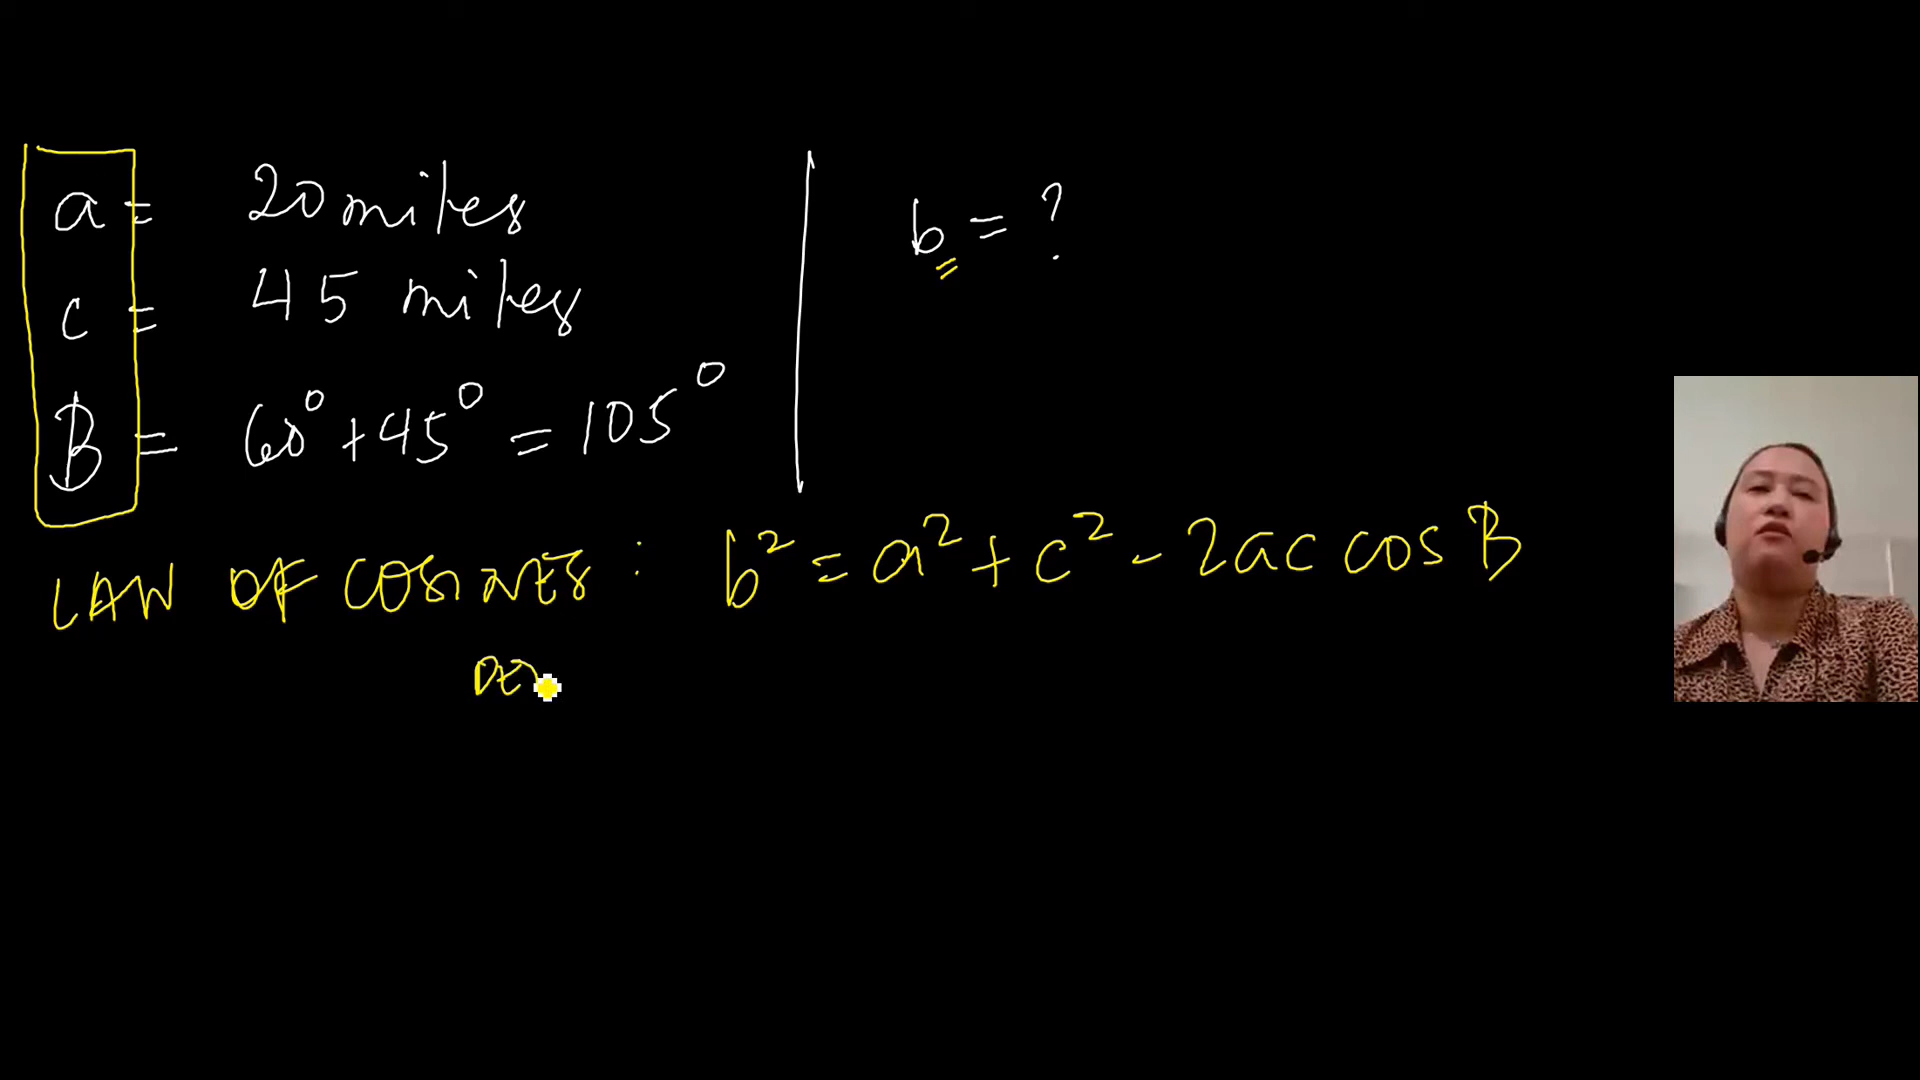 a = 20 miles
c = 45 miles
B = 60° + 45° = 105°
b = ?
LAW OF COSINES : b² = a² + c² - 2ac cos B